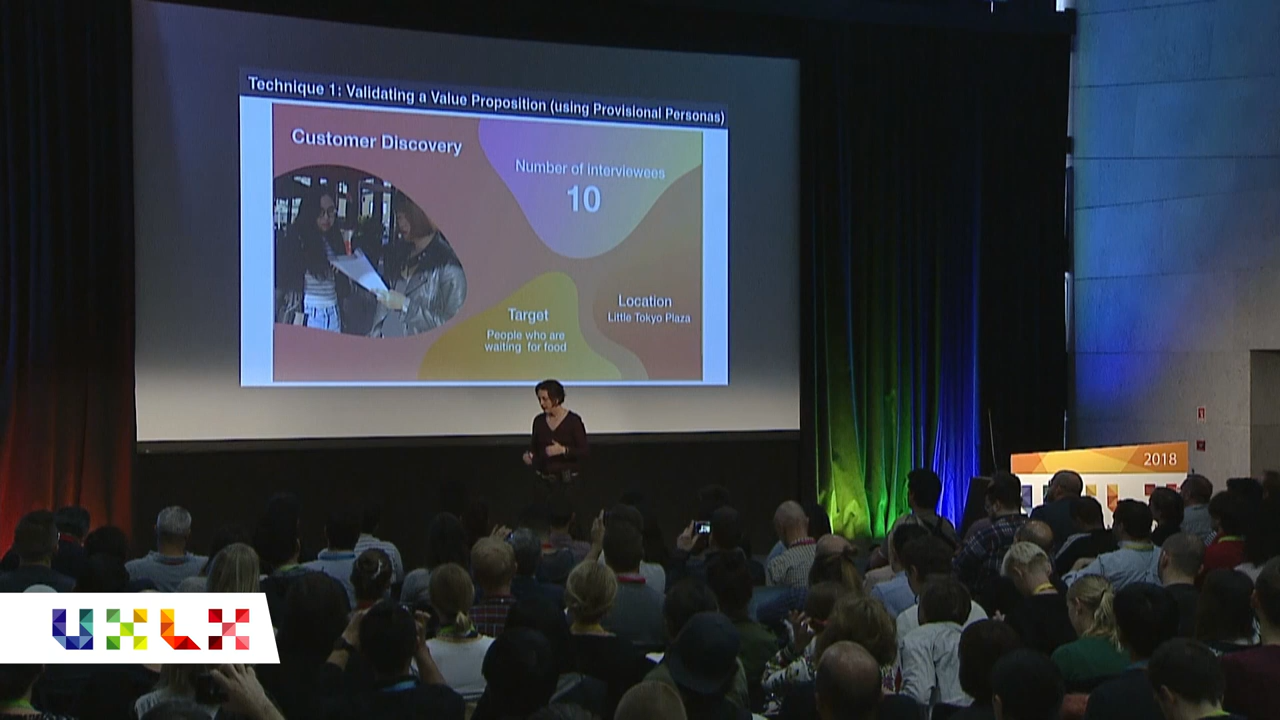 Technique 1: Validating a Value Proposition (using Provisional Personas)
Customer Discovery
Number of interviewees
10
Location
Little Tokyo Plaza
Target
People who are
waiting for food
2018
UXLX